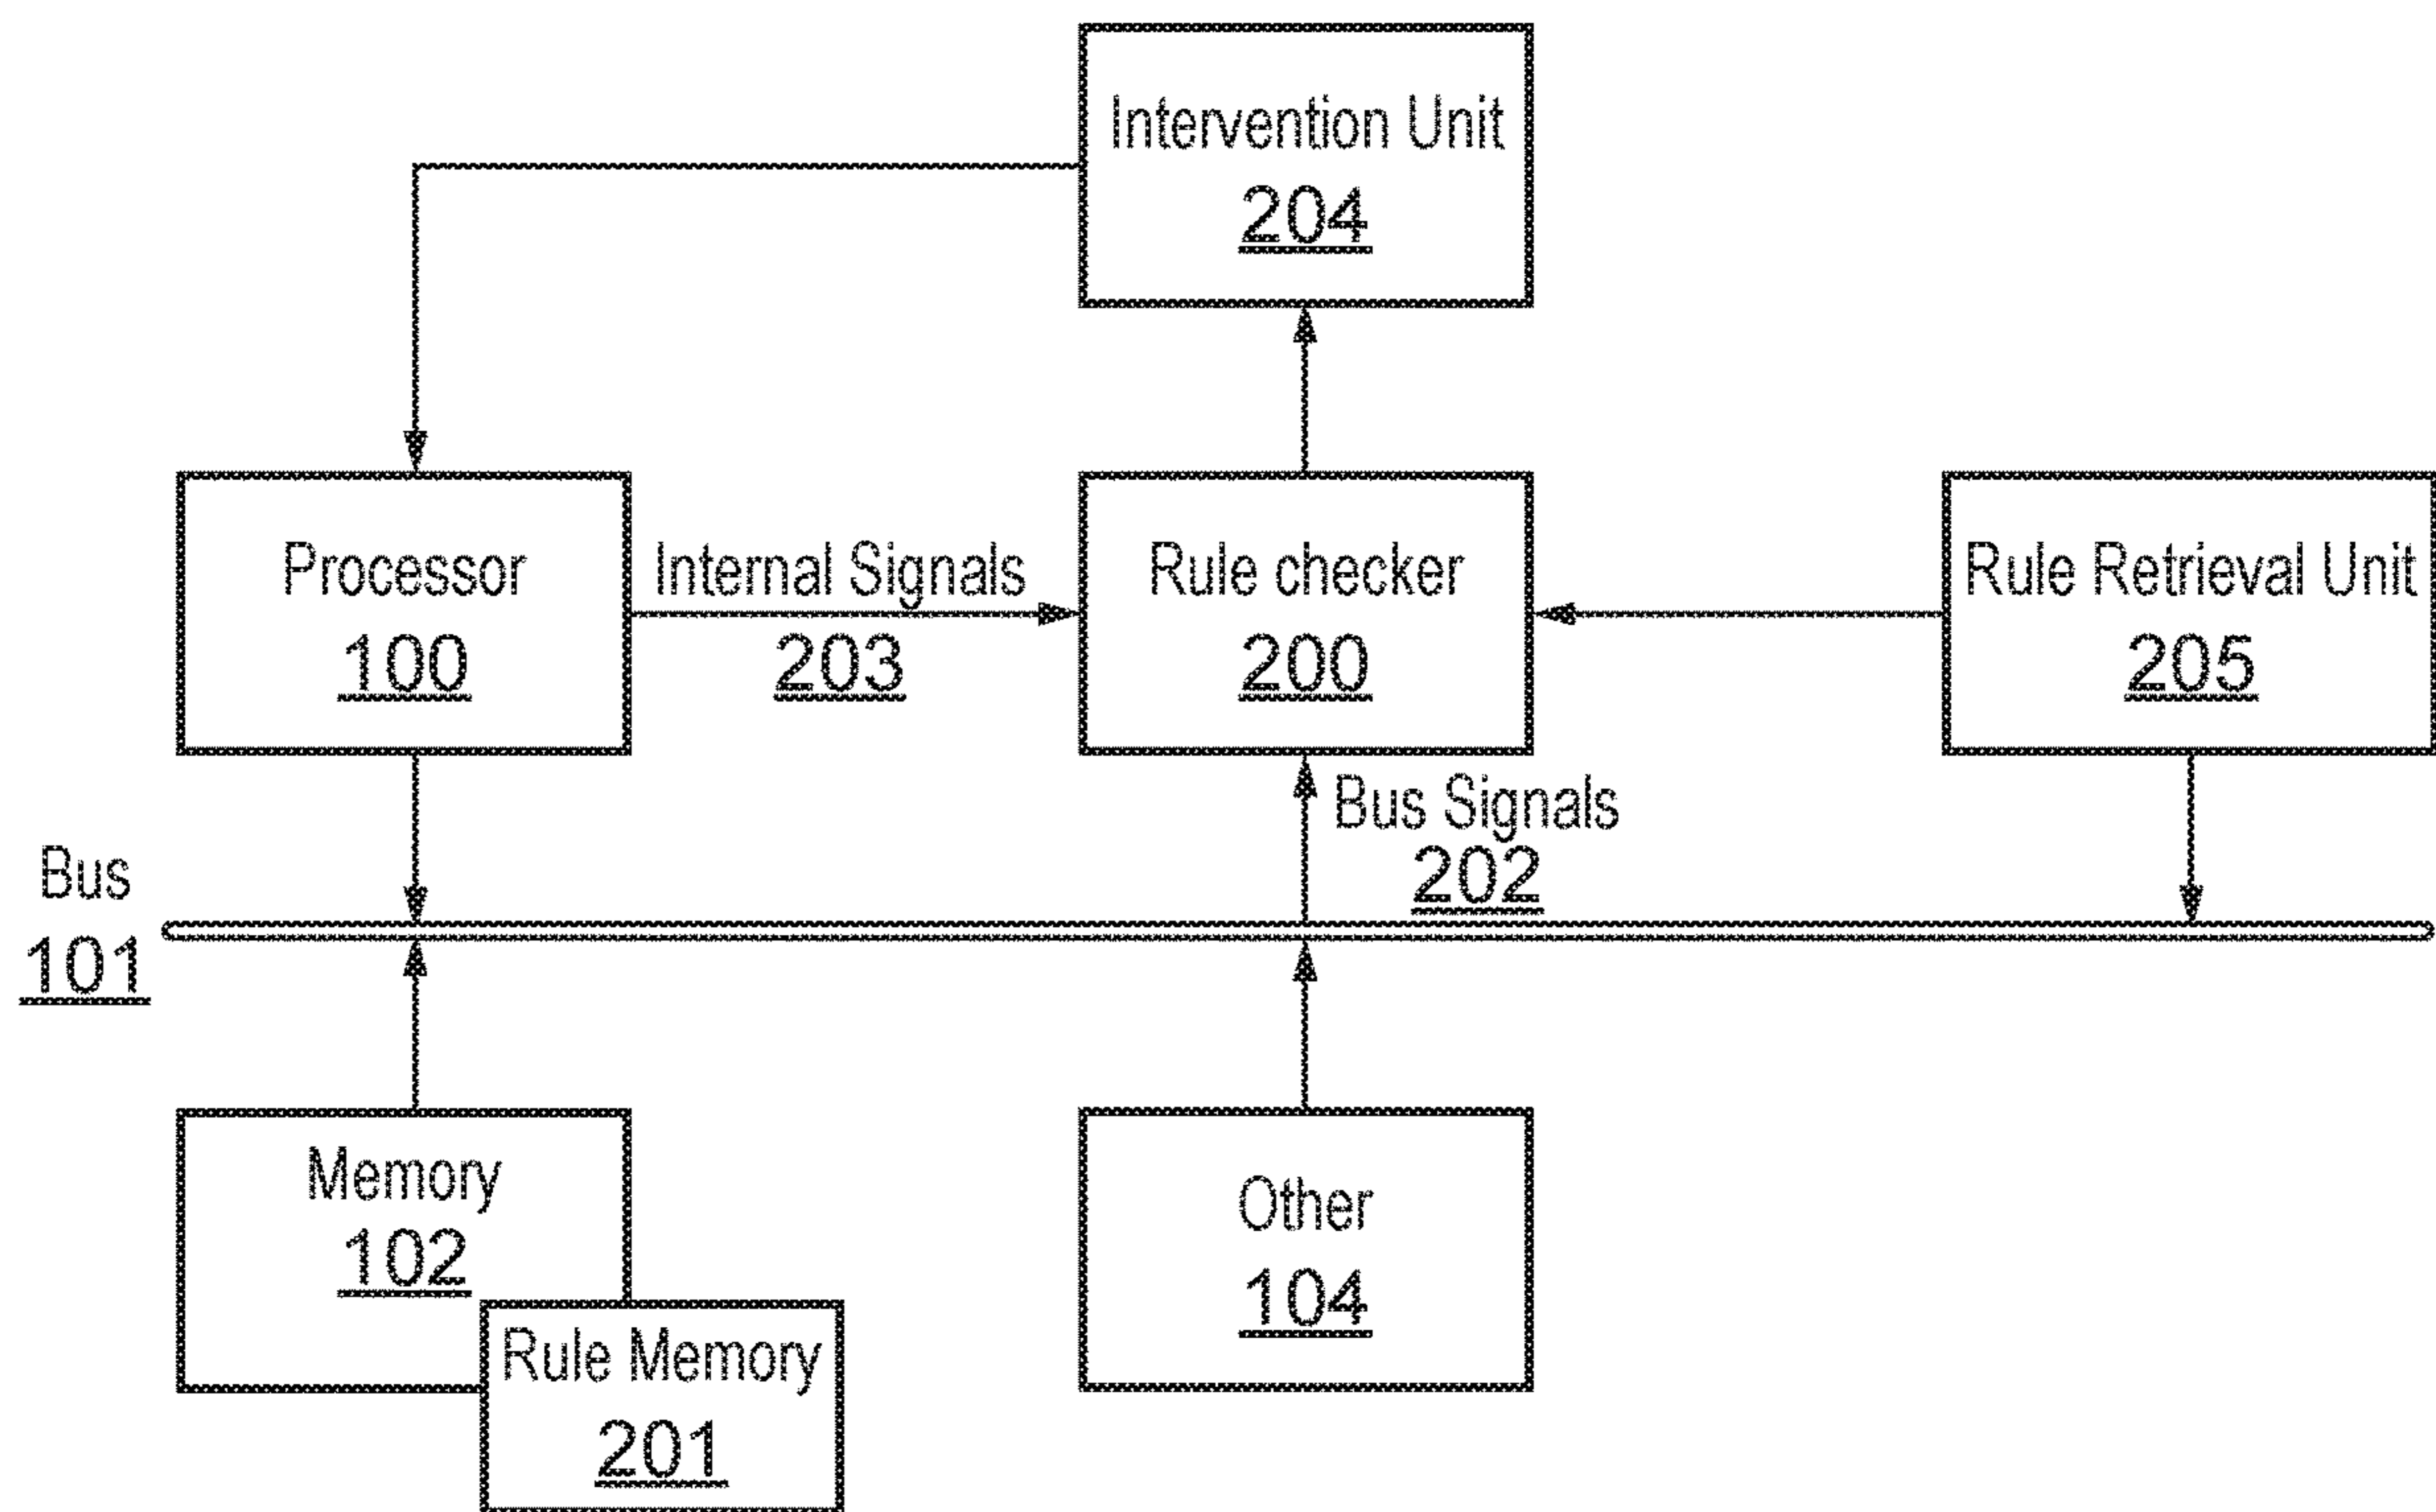 Intervention Unit
204
Processor
100
Internal Signals
203
Rule checker
200
Rule Retrieval Unit
205
Bus Signals
202
Bus
101
Memory
102
Rule Memory
201
Other
104